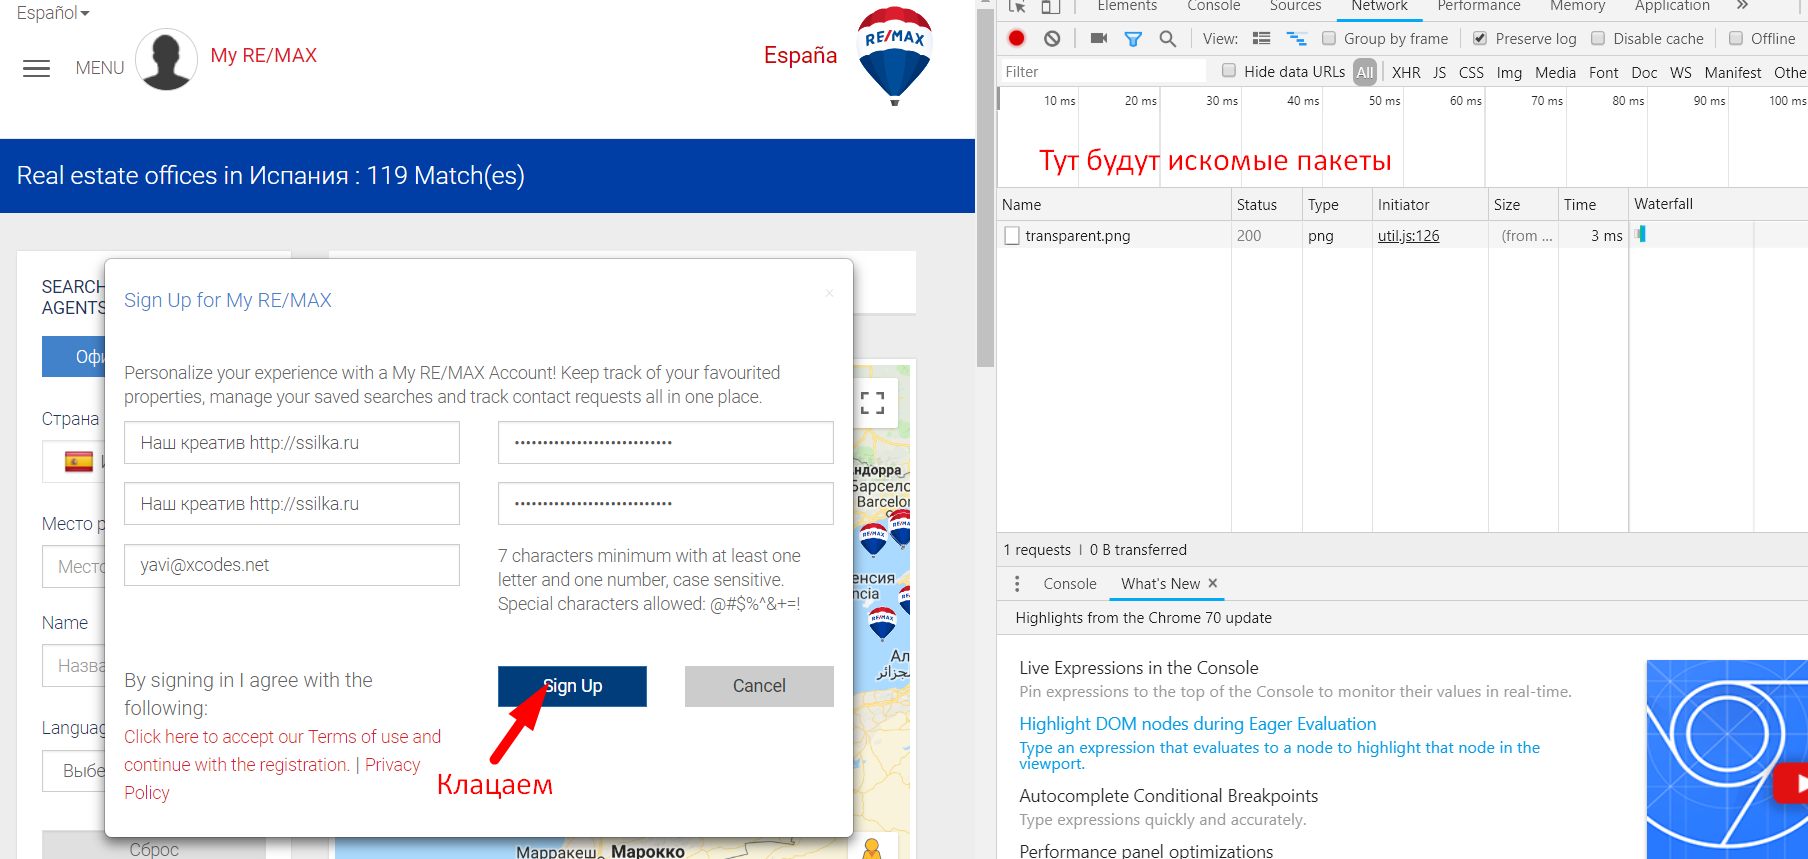 Español
MENU
My RE/MAX
España
RE/MAX
Real estate offices in Испания : 119 Match(es)
SEARCH
AGENTS
Офи
Страна
Место р
Место
Name
Назва
Languag
Выбе
Сброс
Sign Up for My RE/MAX
×
Personalize your experience with a My RE/MAX Account! Keep track of your favourited
properties, manage your saved searches and track contact requests all in one place.
Наш креатив http://ssilka.ru
••••••••••••••••••••••••••••
Наш креатив http://ssilka.ru
••••••••••••••••••••••••••••
yavi@xcodes.net
7 characters minimum with at least one
letter and one number, case sensitive.
Special characters allowed: @#$%^&+=!
By signing in I agree with the
following:
Click here to accept our Terms of use and
continue with the registration. | Privacy
Policy
Sign Up
Cancel
Клацаем
ндорра
Барсело
Barcelon
RE/MAX
RE/MAX
енсия
ncia
RE/MAX
Ал
الجزائر
Марракеш
Марокко
Elements Console Sources Network Performance Memory Application »
View: Group by frame Preserve log Disable cache Offline
Filter Hide data URLs All XHR JS CSS Img Media Font Doc WS Manifest Othe
10 ms 20 ms 30 ms 40 ms 50 ms 60 ms 70 ms 80 ms 90 ms 100 ms
Тут будут искомые пакеты
Name Status Type Initiator Size Time Waterfall
transparent.png 200 png util.js:126 (from ... 3 ms
1 requests | 0 B transferred
Console What's New ×
Highlights from the Chrome 70 update
Live Expressions in the Console
Pin expressions to the top of the Console to monitor their values in real-time.
Highlight DOM nodes during Eager Evaluation
Type an expression that evaluates to a node to highlight that node in the
viewport.
Autocomplete Conditional Breakpoints
Type expressions quickly and accurately.
Performance panel optimizations